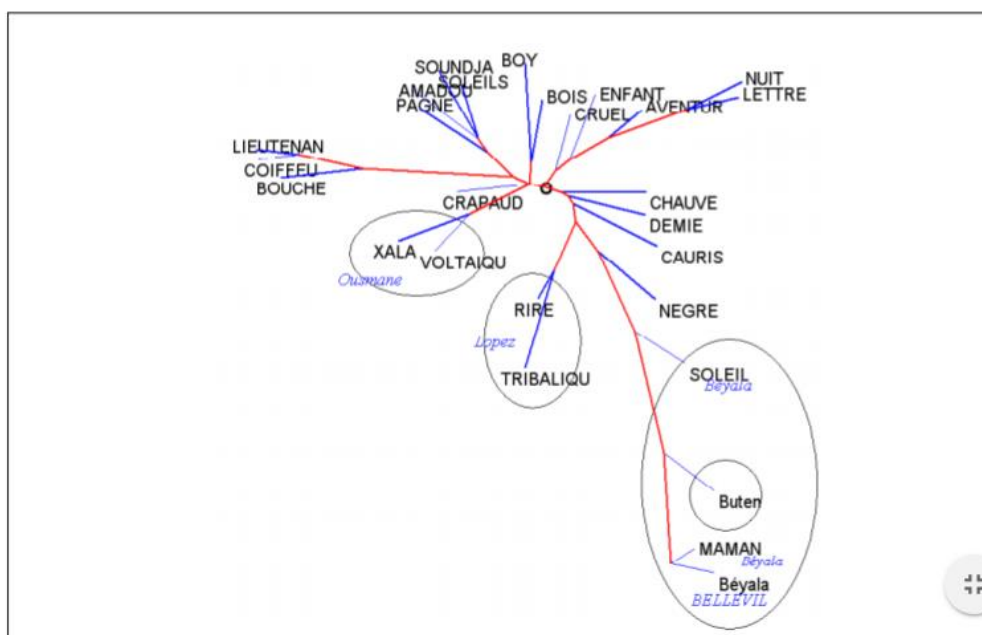 BOY
SOUNDJA
SOLEILS
AMADOU
PAGNE
BOIS
ENFANT
CRUEL
AVENTUR
NUIT
LETTRE
LIEUTENAN
COIFFEU
BOUCHE
CRAPAUD
CHAUVE
DEMIE
CAURIS
XALA
VOLTAIQU
Ousmane
NEGRE
RIRE
Lopez
TRIBALIQU
SOLEIL
Béyala
Buten
MAMAN
Béyala
Béyala
BELLEVIL